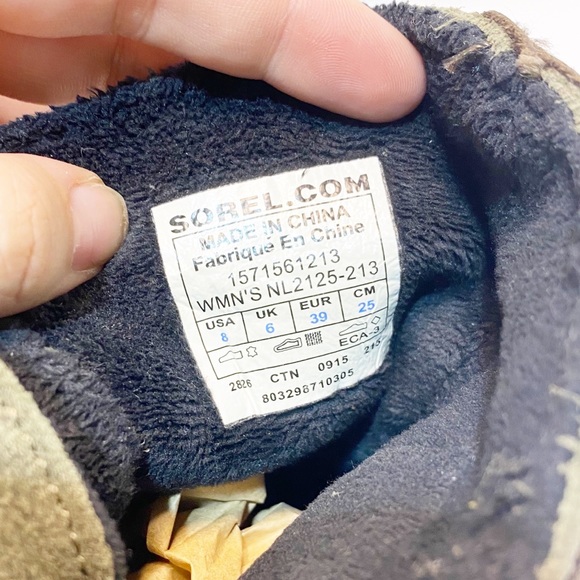 SOREL.COM
MADE IN CHINA
Fabriqué En Chine
1571561213
WMN'S NL2125-213
USA UK EUR CM
8 6 39 25
ECA-3
2826 CTN 0915
803298710305